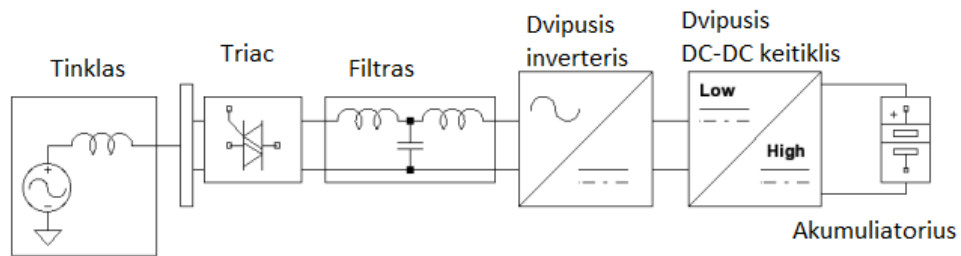 Tinklas
Triac
Filtras
Dvipusis
inverteris
Dvipusis
DC-DC keitiklis
Low
High
+
−
+
Akumuliatorius